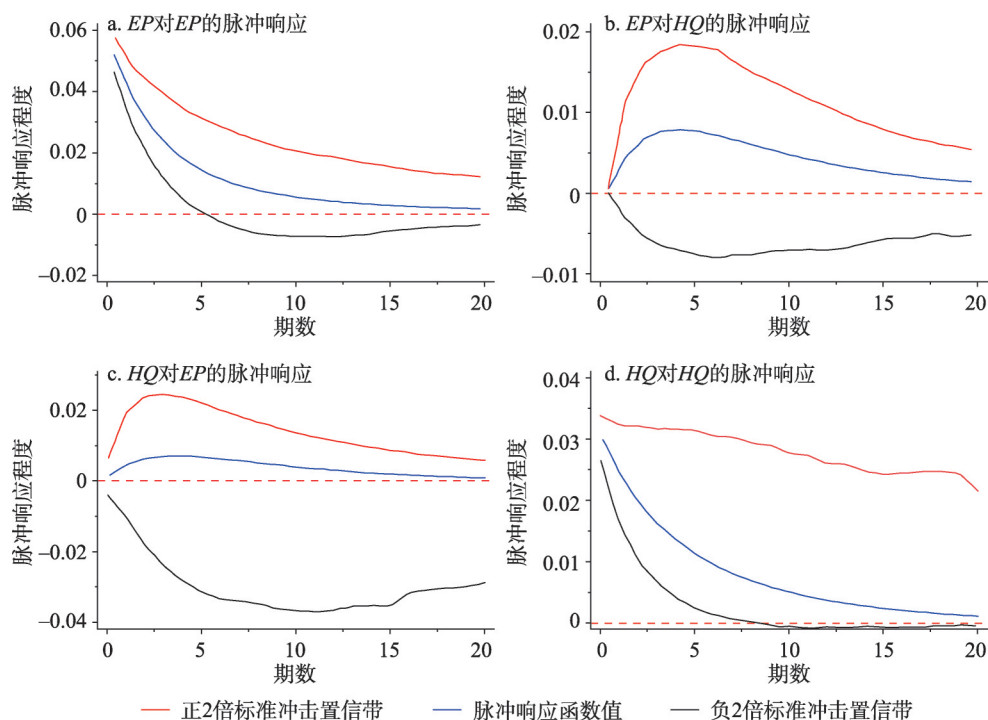 a. EP对EP的脉冲响应
脉冲响应程度
0.06
0.04
0.02
0
–0.02
0
5
10
15
20
期数
b. EP对HQ的脉冲响应
脉冲响应程度
0.02
0.01
0
–0.01
0
5
10
15
20
期数
c. HQ对EP的脉冲响应
脉冲响应程度
0.02
0
–0.02
–0.04
0
5
10
15
20
期数
d. HQ对HQ的脉冲响应
脉冲响应程度
0.04
0.03
0.02
0.01
0
0
5
10
15
20
期数
正2倍标准冲击置信带
脉冲响应函数值
负2倍标准冲击置信带